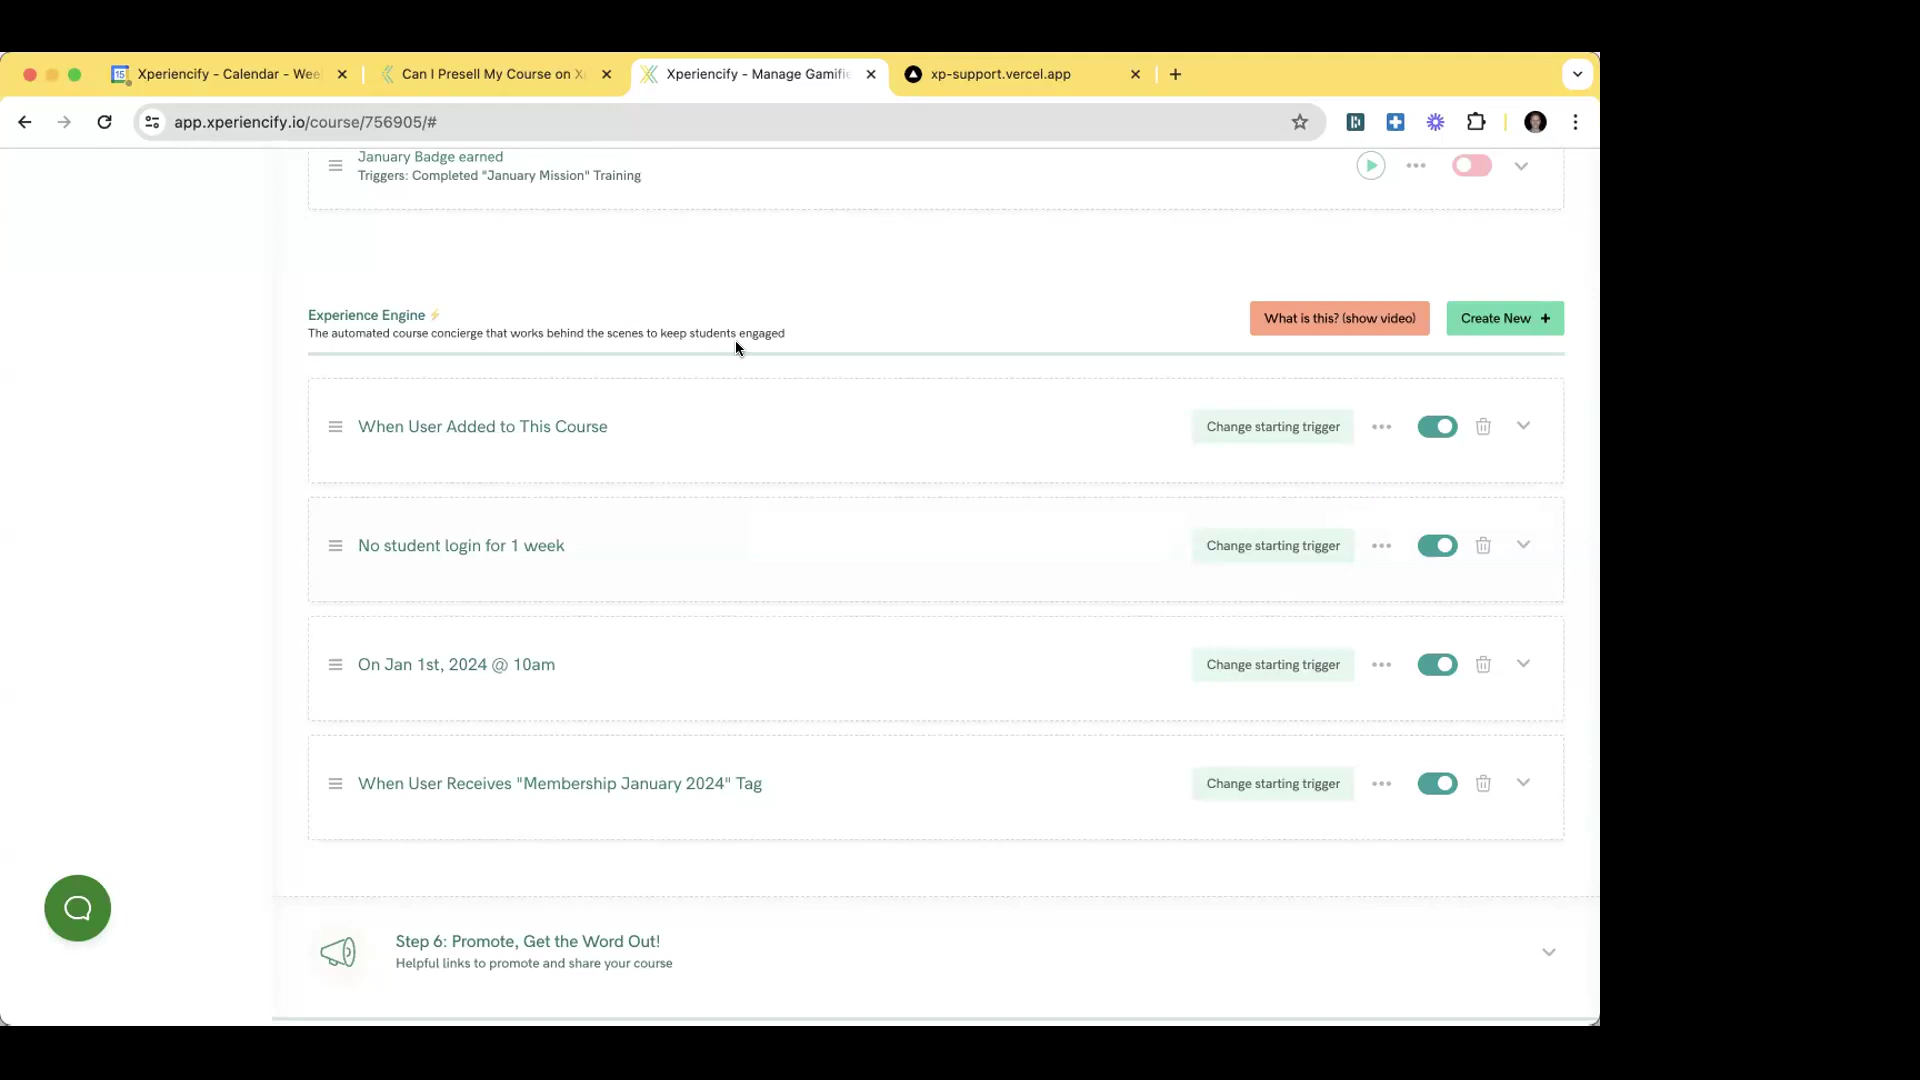 Xperiencify - Calendar - Wee
Can I Presell My Course on X
Xperiencify - Manage Gamifi
xp-support.vercel.app
app.xperiencify.io/course/756905/#
January Badge earned
Triggers: Completed "January Mission" Training
Experience Engine ⚡
The automated course concierge that works behind the scenes to keep students engaged
What is this? (show video)
Create New +
When User Added to This Course
Change starting trigger
No student login for 1 week
Change starting trigger
On Jan 1st, 2024 @ 10am
Change starting trigger
When User Receives "Membership January 2024" Tag
Change starting trigger
Step 6: Promote, Get the Word Out!
Helpful links to promote and share your course